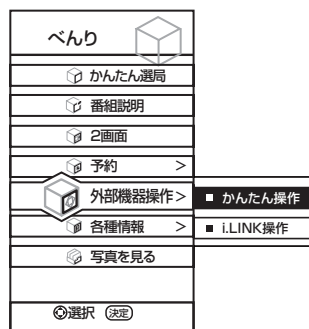 べんり
かんたん選局
番組説明
2画面
予約 >
外部機器操作 >
かんたん操作
i.LINK操作
各種情報 >
写真を見る
選択 決定